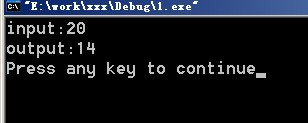 "E:\work\xxx\Debug\1.exe"
input:20
output:14
Press any key to continue_